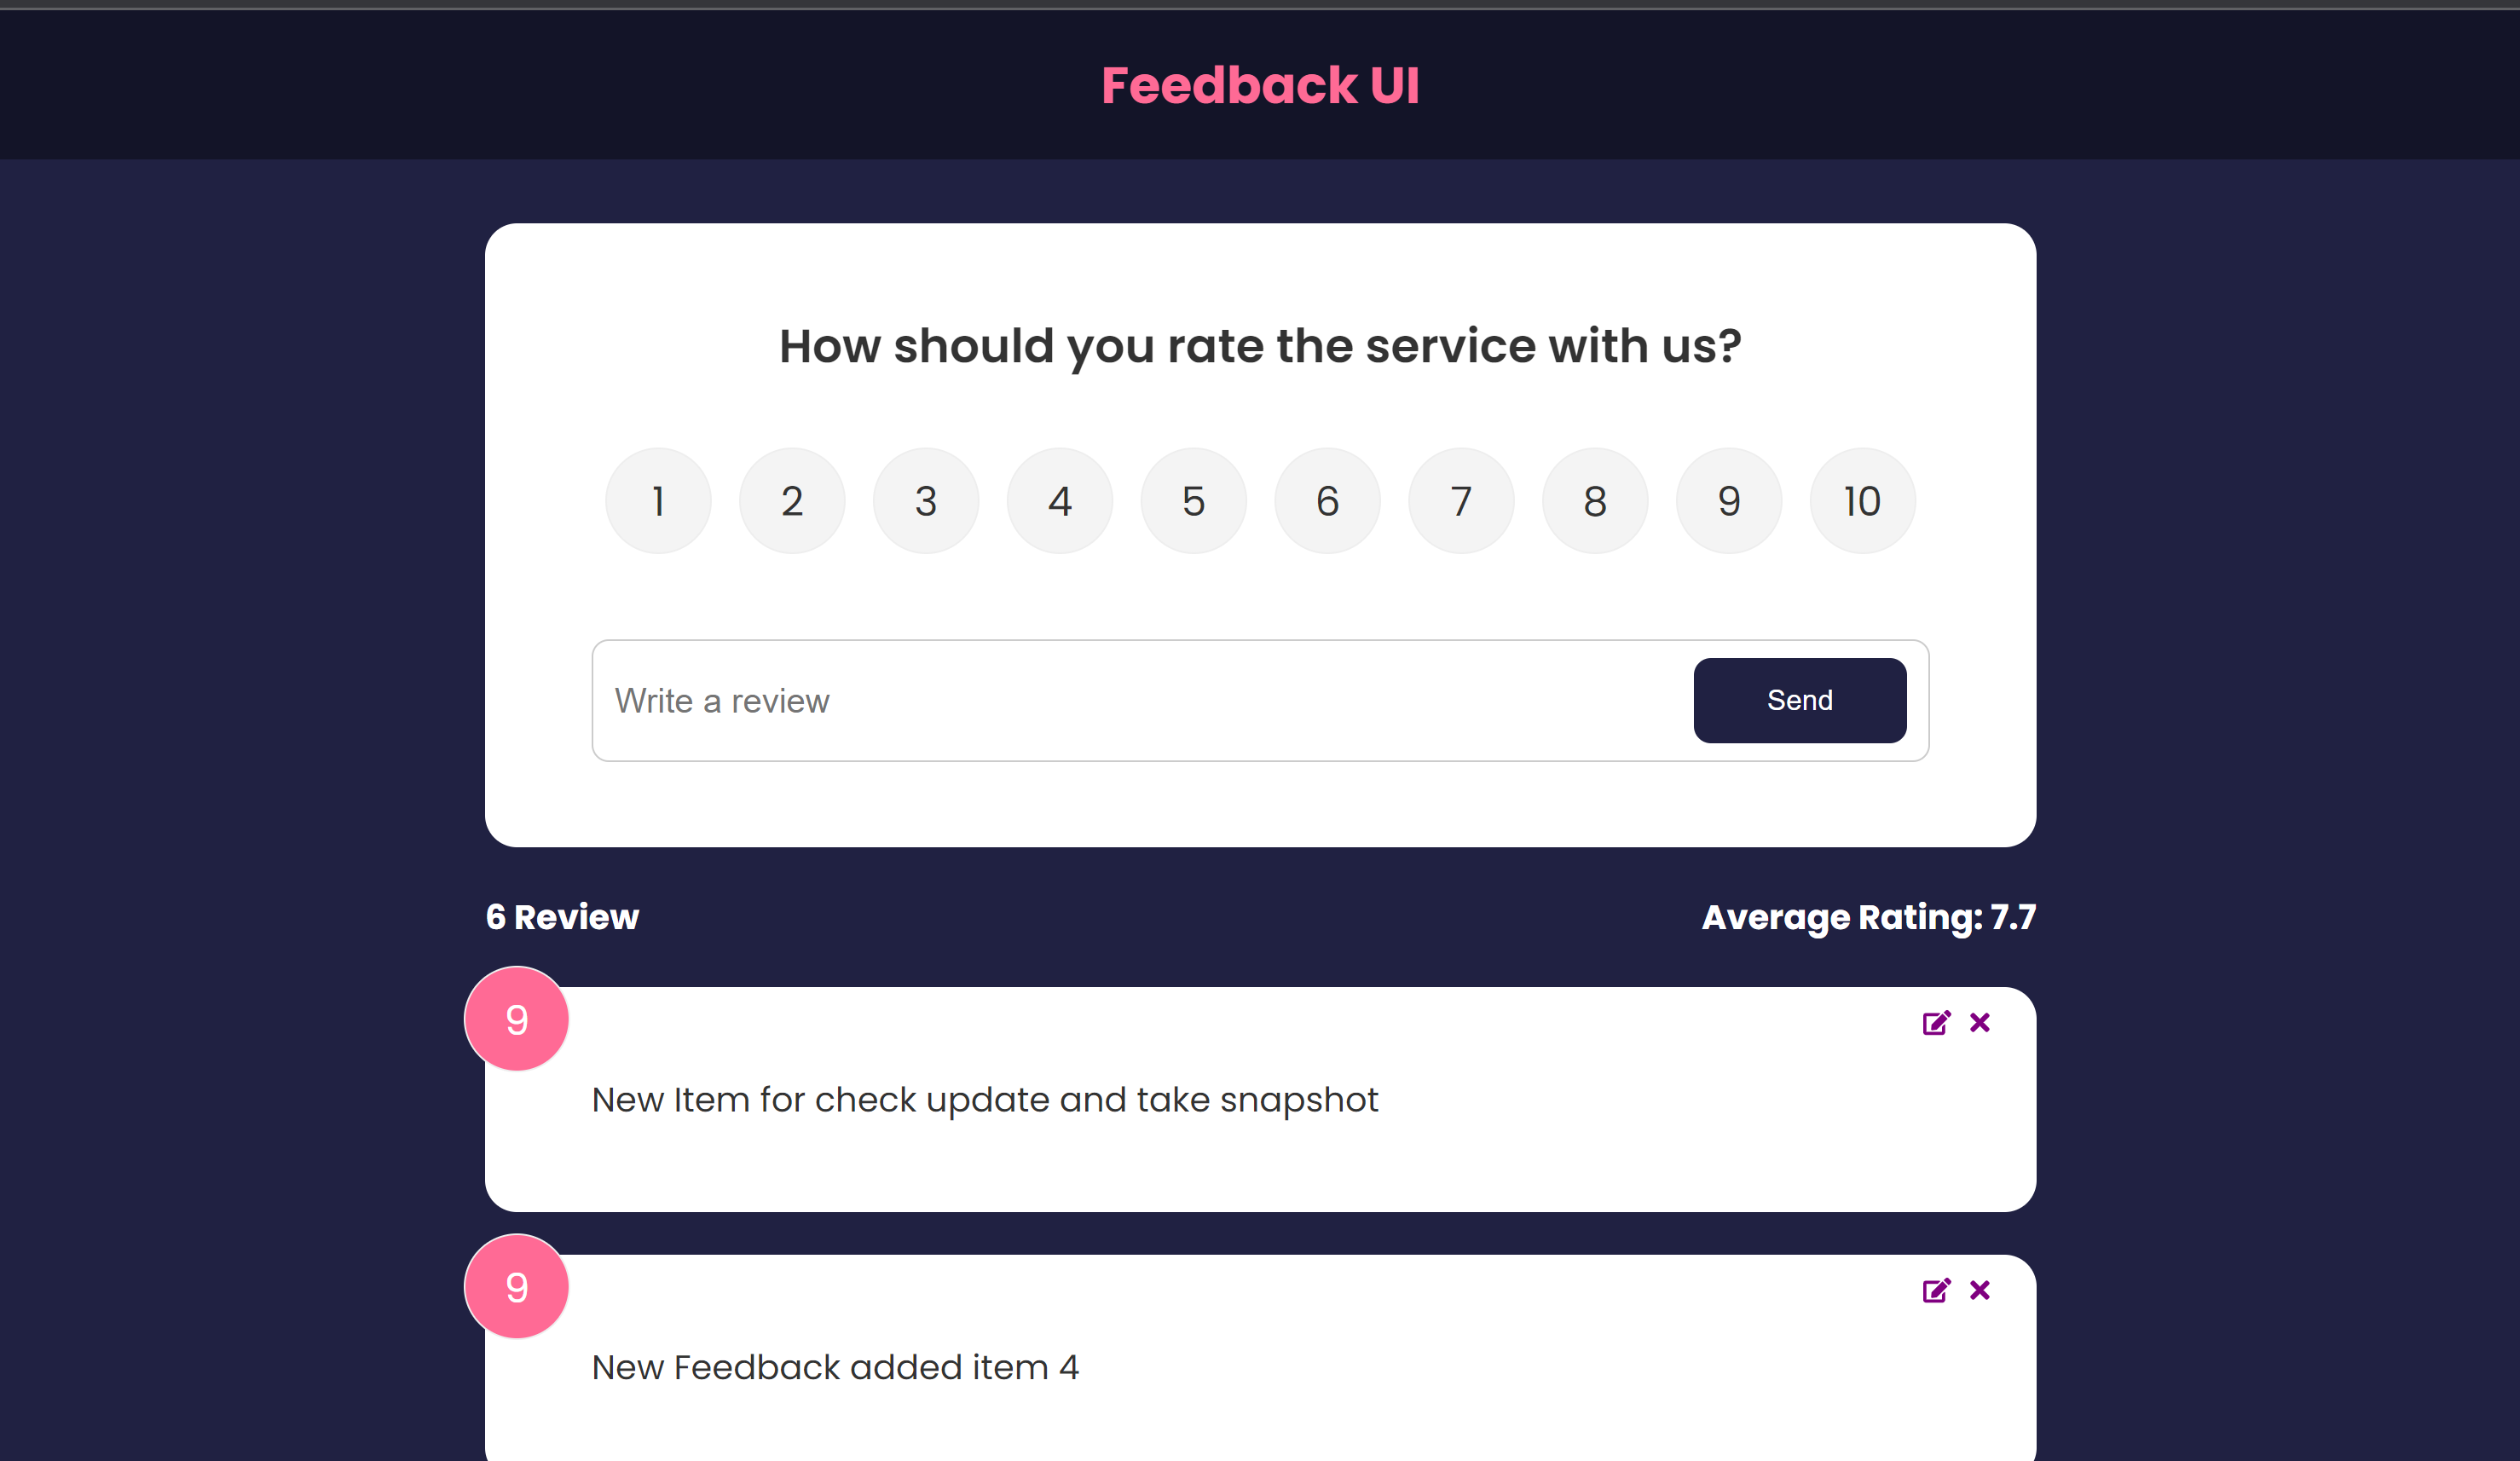 Feedback UI
How should you rate the service with us?
1 2 3 4 5 6 7 8 9 10
Write a review Send
6 Review Average Rating: 7.7
9
New Item for check update and take snapshot
9
New Feedback added item 4